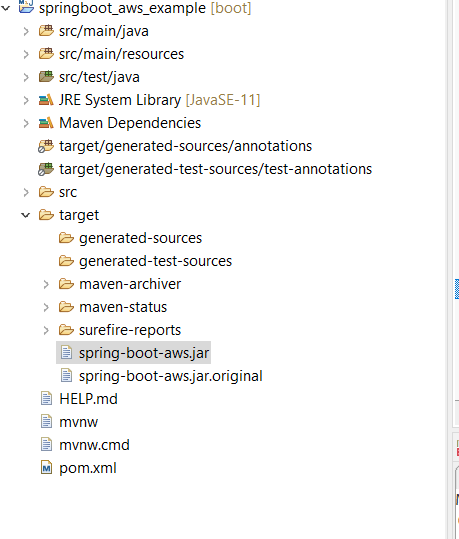 springboot_aws_example [boot]
src/main/java
src/main/resources
src/test/java
JRE System Library [JavaSE-11]
Maven Dependencies
target/generated-sources/annotations
target/generated-test-sources/test-annotations
src
target
generated-sources
generated-test-sources
maven-archiver
maven-status
surefire-reports
spring-boot-aws.jar
spring-boot-aws.jar.original
HELP.md
mvnw
mvnw.cmd
pom.xml